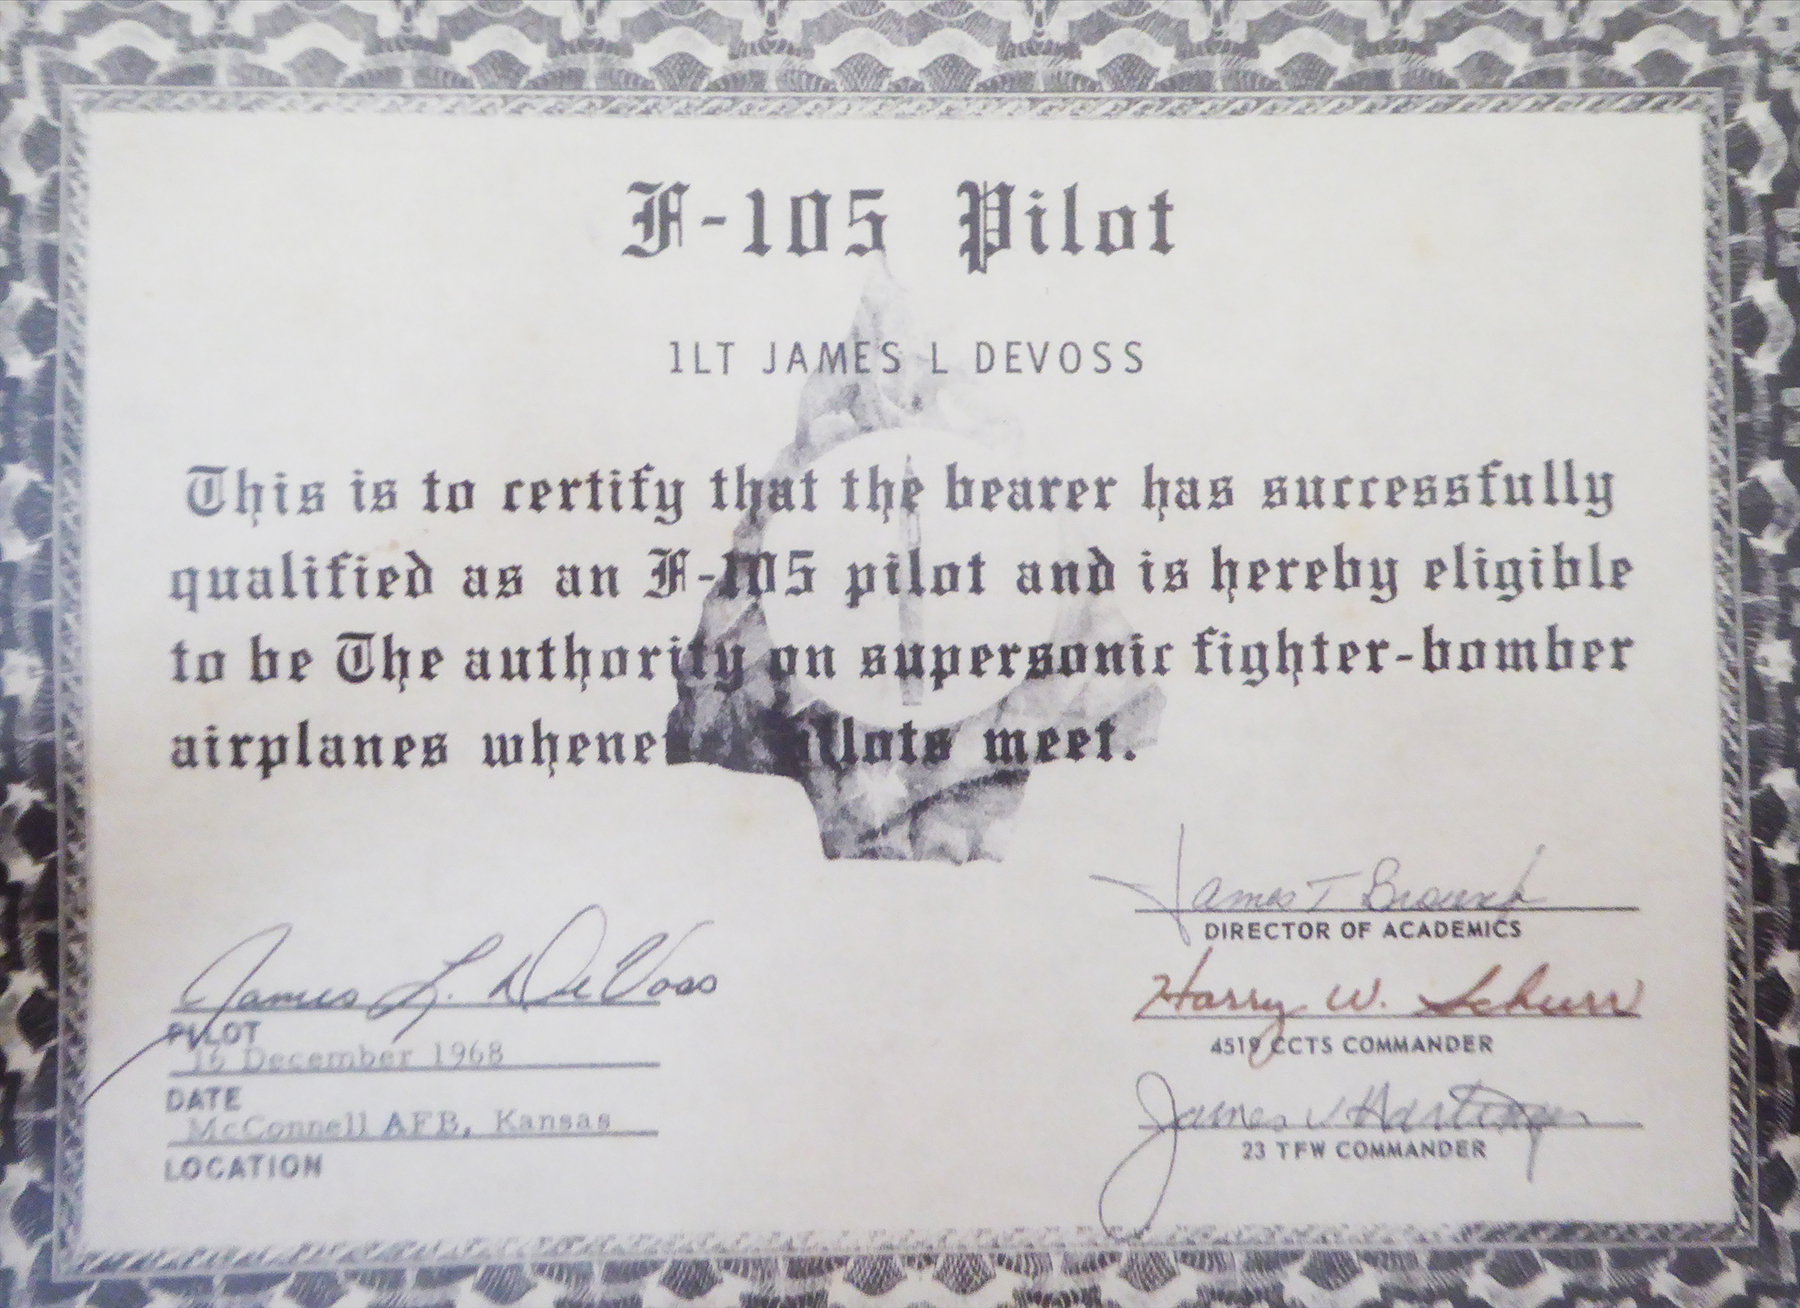 F-105 Pilot
1LT JAMES L DEVOSS
This is to certify that the bearer has successfully
qualified as an F-105 pilot and is hereby eligible
to be The authority on supersonic fighter-bomber
airplanes whenever pilots meet.
James T
DIRECTOR OF ACADEMICS
James L. DeVoss
PILOT
Harry W. Schurr
4519 CCTS COMMANDER
16 December 1968
DATE
James V Hartinger
23 TFW COMMANDER
McConnell AFB, Kansas
LOCATION